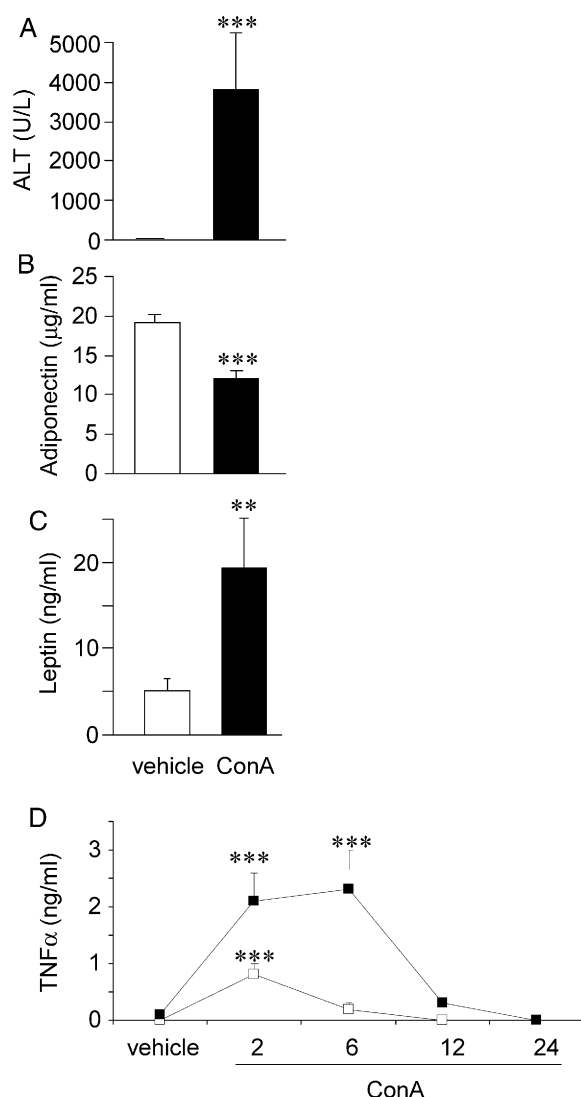 A
***
5000
4000
3000
2000
1000
0
ALT (U/L)
B
25
20
15
10
5
0
Adiponectin (μg/ml)
***
C
**
20
10
0
Leptin (ng/ml)
vehicle ConA
D
3
2
1
0
TNFα (ng/ml)
*** ***
***
vehicle 2 6 12 24
ConA